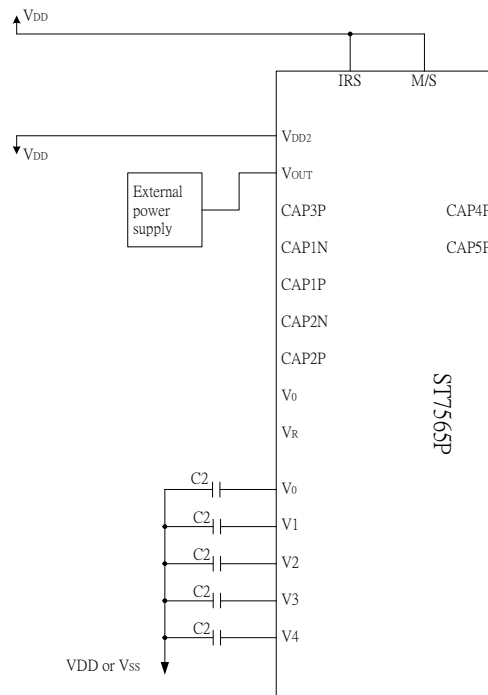 VDD
IRS M/S
VDD2
VDD
VOUT
External
power
supply
CAP3P CAP4P
CAP1N CAP5P
CAP1P
CAP2N
CAP2P
V0
VR
ST7565P
C2 V0
C2 V1
C2 V2
C2 V3
C2 V4
VDD or VSS